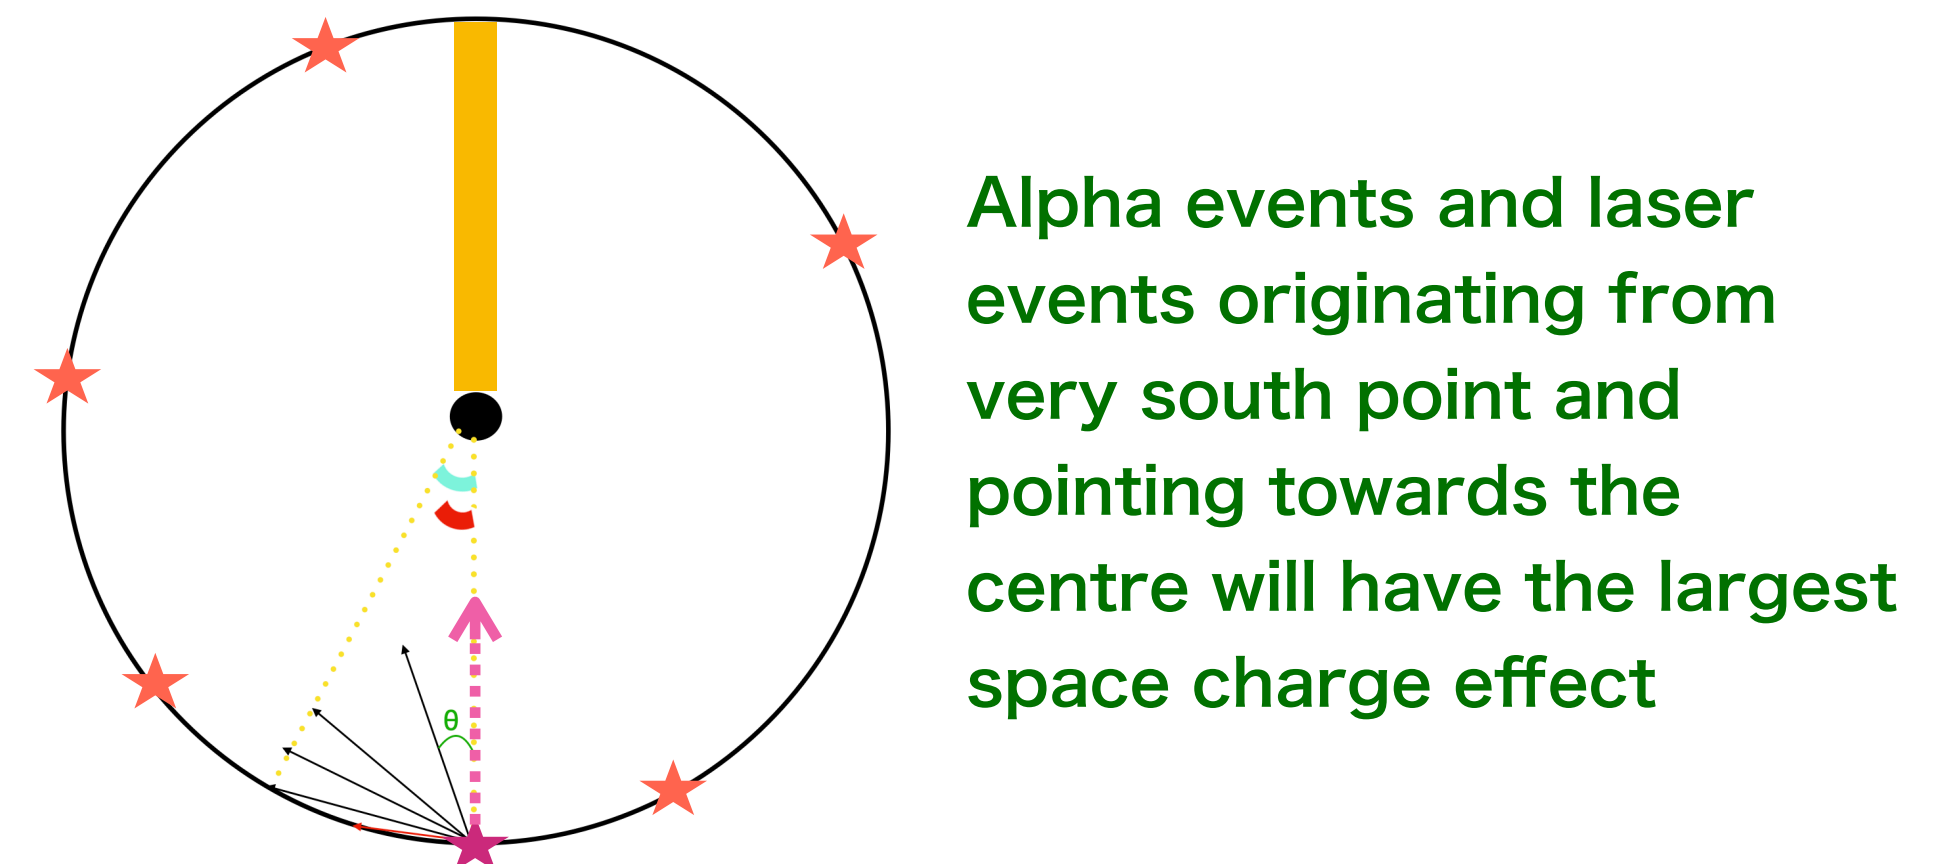 Alpha events and laser
events originating from
very south point and
pointing towards the
centre will have the largest
space charge effect
θ